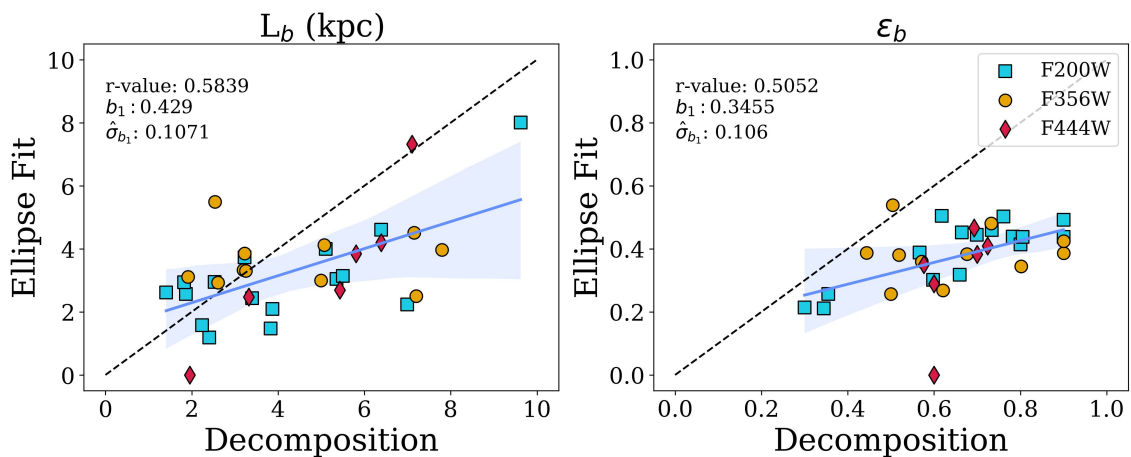 L_b (kpc)
Ellipse Fit
10
8
6
4
2
0
r-value: 0.5839
b_1 : 0.429
σ̂_{b_1} : 0.1071
0 2 4 6 8 10
Decomposition
ε_b
Ellipse Fit
1.0
0.8
0.6
0.4
0.2
0.0
r-value: 0.5052
b_1 : 0.3455
σ̂_{b_1} : 0.106
F200W
F356W
F444W
0.0 0.2 0.4 0.6 0.8 1.0
Decomposition